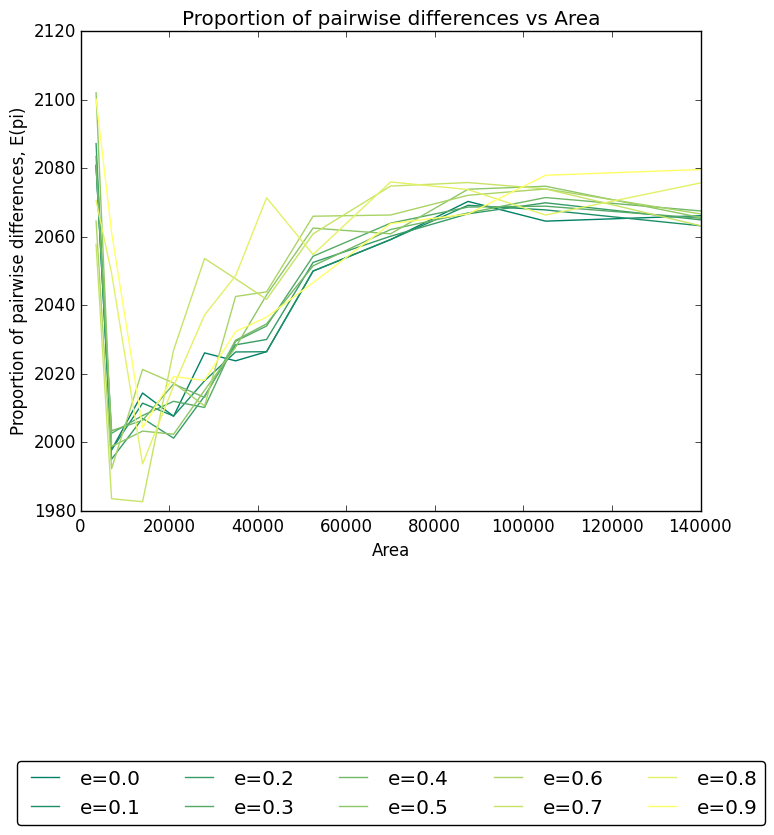 Proportion of pairwise differences vs Area
Proportion of pairwise differences, E(pi)
2120
2100
2080
2060
2040
2020
2000
1980
0 20000 40000 60000 80000 100000 120000 140000
Area
e=0.0 e=0.2 e=0.4 e=0.6 e=0.8
e=0.1 e=0.3 e=0.5 e=0.7 e=0.9